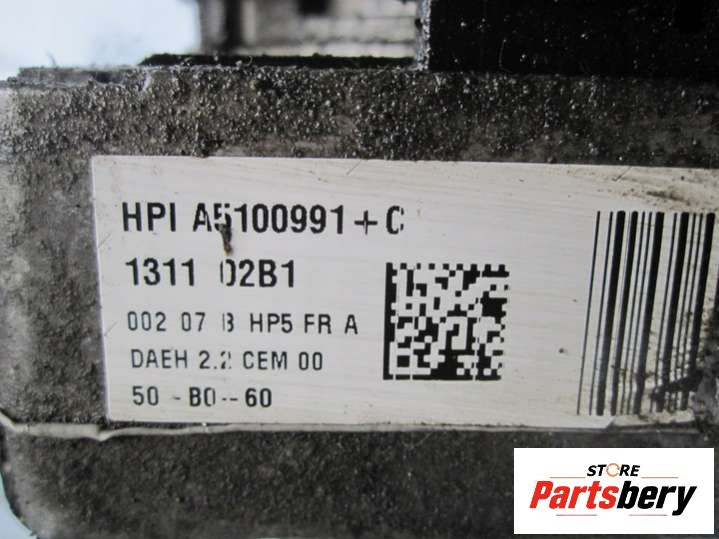 HPI A5100991+C
1311 02B1
002 07 B HP5 FR A
DAEH 2.2 CEM 00
50-B0--60
STORE
Partsbery